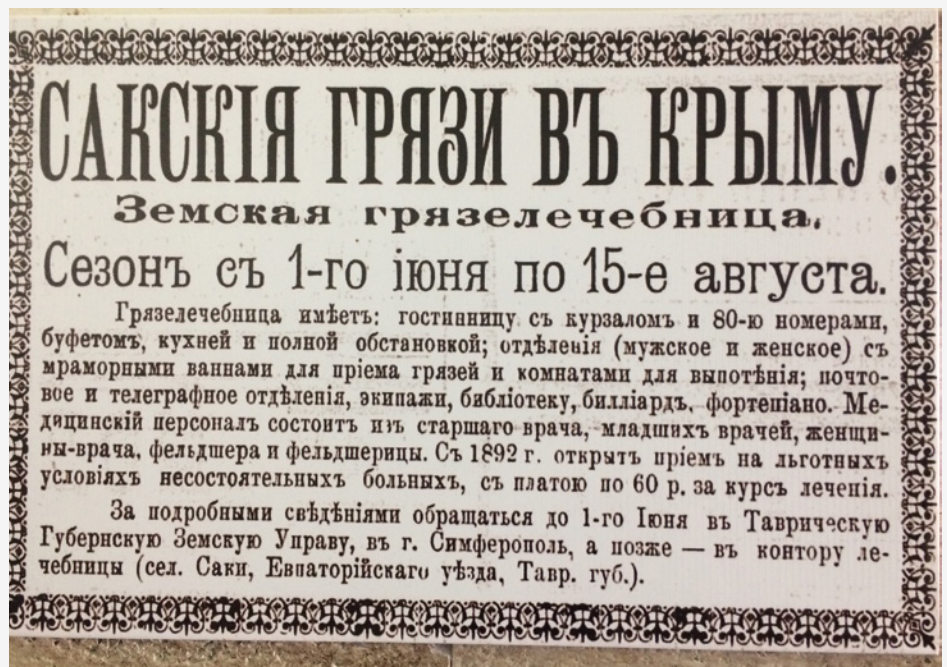 САКСКІЯ ГРЯЗИ ВЪ КРЫМУ.
Земская грязелечебница.
Сезонъ съ 1-го іюня по 15-е августа.
Грязелечебница имѣетъ: гостинницу съ курзаломъ и 80-ю номерами,
буфетомъ, кухней и полной обстановкой; отдѣленія (мужское и женское) съ
мраморными ваннами для пріема грязей и комнатами для выпотѣнія; почто-
вое и телеграфное отдѣленія, экипажи, библіотеку, билліардъ, фортепіано. Ме-
дицинскій персоналъ состоитъ изъ старшаго врача, младшихъ врачей, женщи-
ны-врача, фельдшера и фельдшерицы. Съ 1892 г. открытъ пріемъ на льготныхъ
условіяхъ несостоятельныхъ больныхъ, съ платою по 60 р. за курсъ леченія.
За подробными свѣдѣніями обращаться до 1-го Іюня въ Таврическую
Губернскую Земскую Управу, въ г. Симферополь, а позже — въ контору ле-
чебницы (сел. Саки, Евпаторійскаго уѣзда, Тавр. губ.).